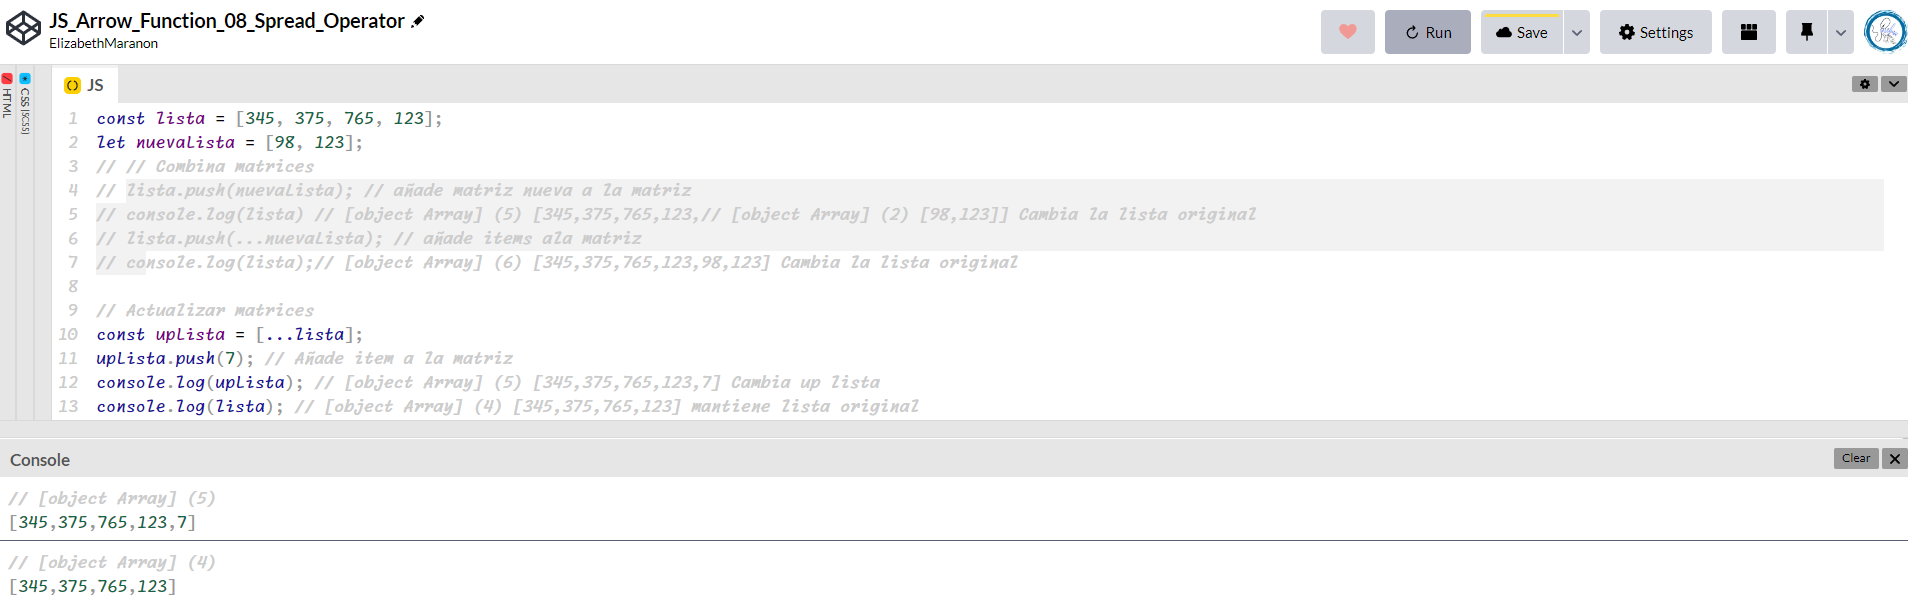 JS_Arrow_Function_08_Spread_Operator
ElizabethMaranon
Run
Save
Settings
HTML
CSS (SCSS)
JS
1 const lista = [345, 375, 765, 123];
2 let nuevaLista = [98, 123];
3 // // Combina matrices
4 // lista.push(nuevaLista); // añade matriz nueva a la matriz
5 // console.log(lista) // [object Array] (5) [345,375,765,123,// [object Array] (2) [98,123]] Cambia la lista original
6 // lista.push(...nuevaLista); // añade items ala matriz
7 // console.log(lista);// [object Array] (6) [345,375,765,123,98,123] Cambia la lista original
8
9 // Actualizar matrices
10 const upLista = [...lista];
11 upLista.push(7); // Añade item a la matriz
12 console.log(upLista); // [object Array] (5) [345,375,765,123,7] Cambia up lista
13 console.log(lista); // [object Array] (4) [345,375,765,123] mantiene lista original
Console
Clear
// [object Array] (5)
[345,375,765,123,7]
// [object Array] (4)
[345,375,765,123]